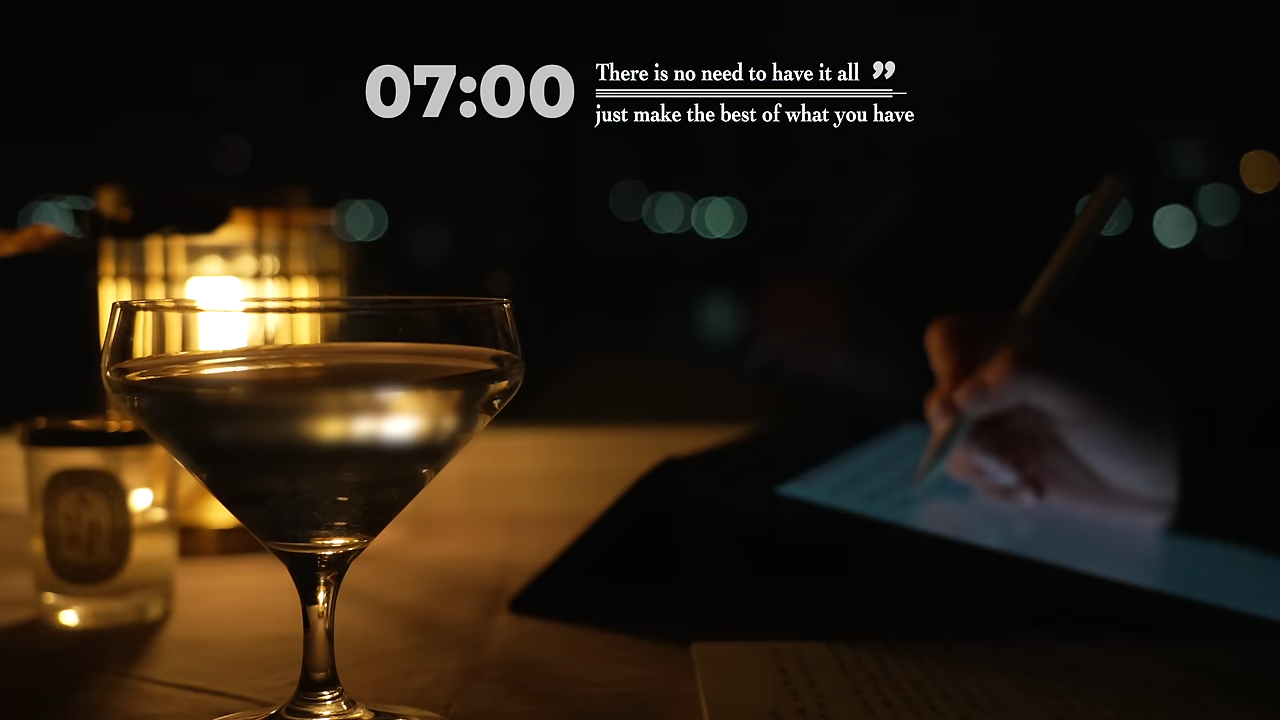 07:00
There is no need to have it all ”
just make the best of what you have